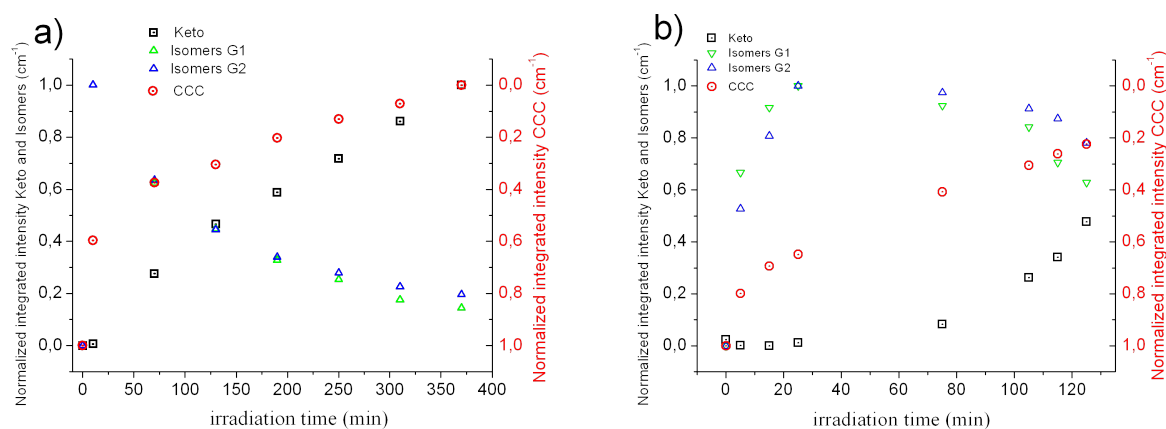 a)
Keto
Isomers G1
Isomers G2
CCC
Normalized integrated intensity Keto and Isomers (cm⁻¹)
1,0
0,8
0,6
0,4
0,2
0,0
0 50 100 150 200 250 300 350 400
irradiation time (min)
0,0
0,2
0,4
0,6
0,8
1,0
Normalized integrated intensity CCC (cm⁻¹)
b)
Keto
Isomers G1
Isomers G2
CCC
Normalized integrated intensity Keto and Isomers (cm⁻¹)
1,0
0,8
0,6
0,4
0,2
0,0
0 20 40 60 80 100 120
irradiation time (min)
0,0
0,2
0,4
0,6
0,8
1,0
Normalized integrated intensity CCC (cm⁻¹)